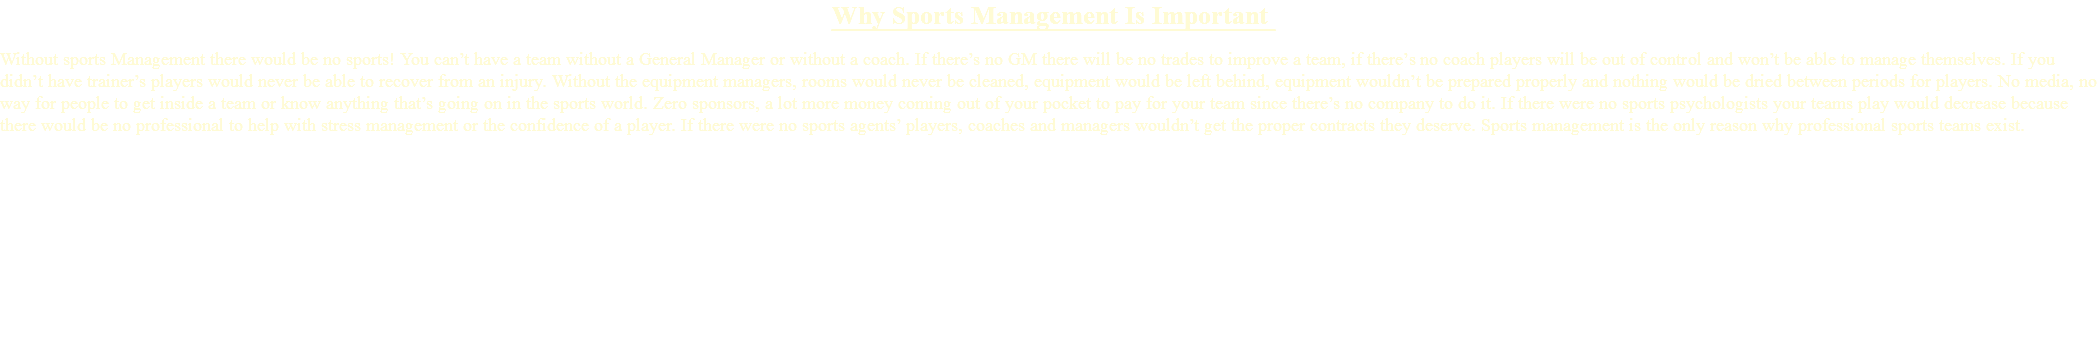 Why Sports Management Is Important
Without sports Management there would be no sports! You can't have a team without a General Manager or without a coach. If there's no GM there will be no trades to improve a team, if there's no coach players will be out of control and won't be able to manage themselves. If you
didn't have trainer's players would never be able to recover from an injury. Without the equipment managers, rooms would never be cleaned, equipment would be left behind, equipment wouldn't be prepared properly and nothing would be dried between periods for players. No media, no
way for people to get inside a team or know anything that's going on in the sports world. Zero sponsors, a lot more money coming out of your pocket to pay for your team since there's no company to do it. If there were no sports psychologists your teams play would decrease because
there would be no professional to help with stress management or the confidence of a player. If there were no sports agents' players, coaches and managers wouldn't get the proper contracts they deserve. Sports management is the only reason why professional sports teams exist.